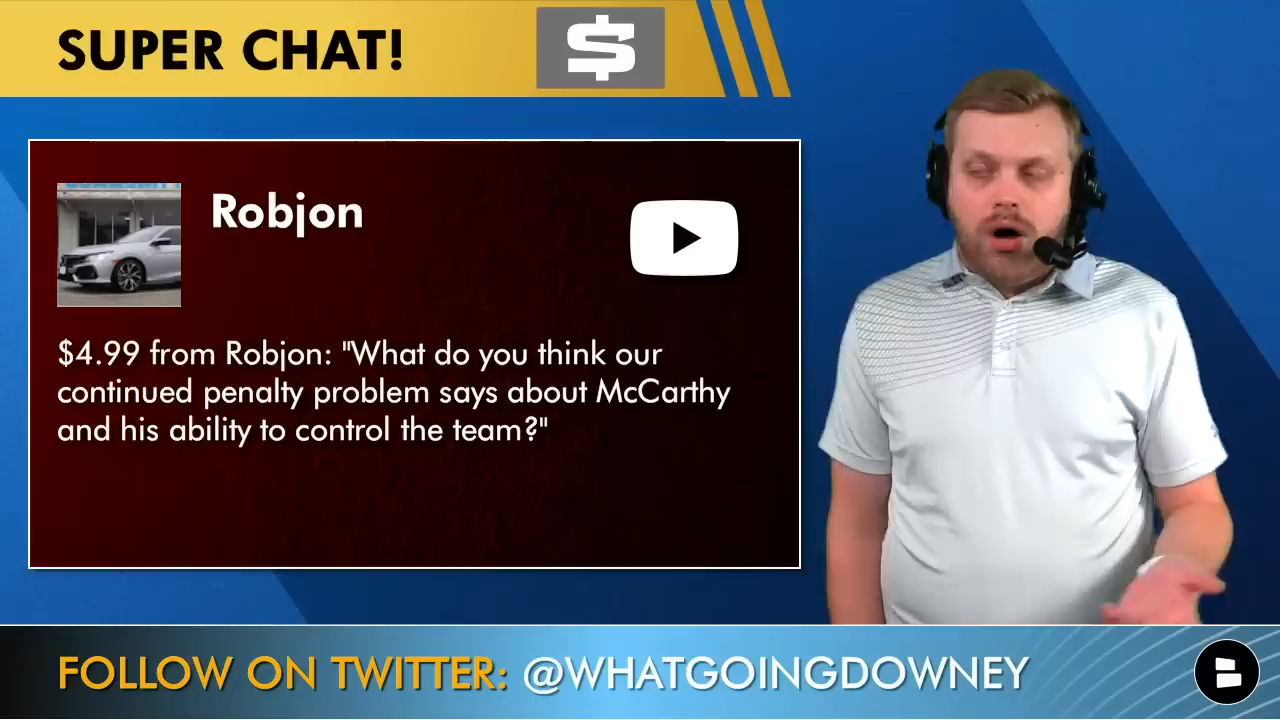 SUPER CHAT!
$
Robjon
$4.99 from Robjon: "What do you think our
continued penalty problem says about McCarthy
and his ability to control the team?"
FOLLOW ON TWITTER: @WHATGOINGDOWNEY